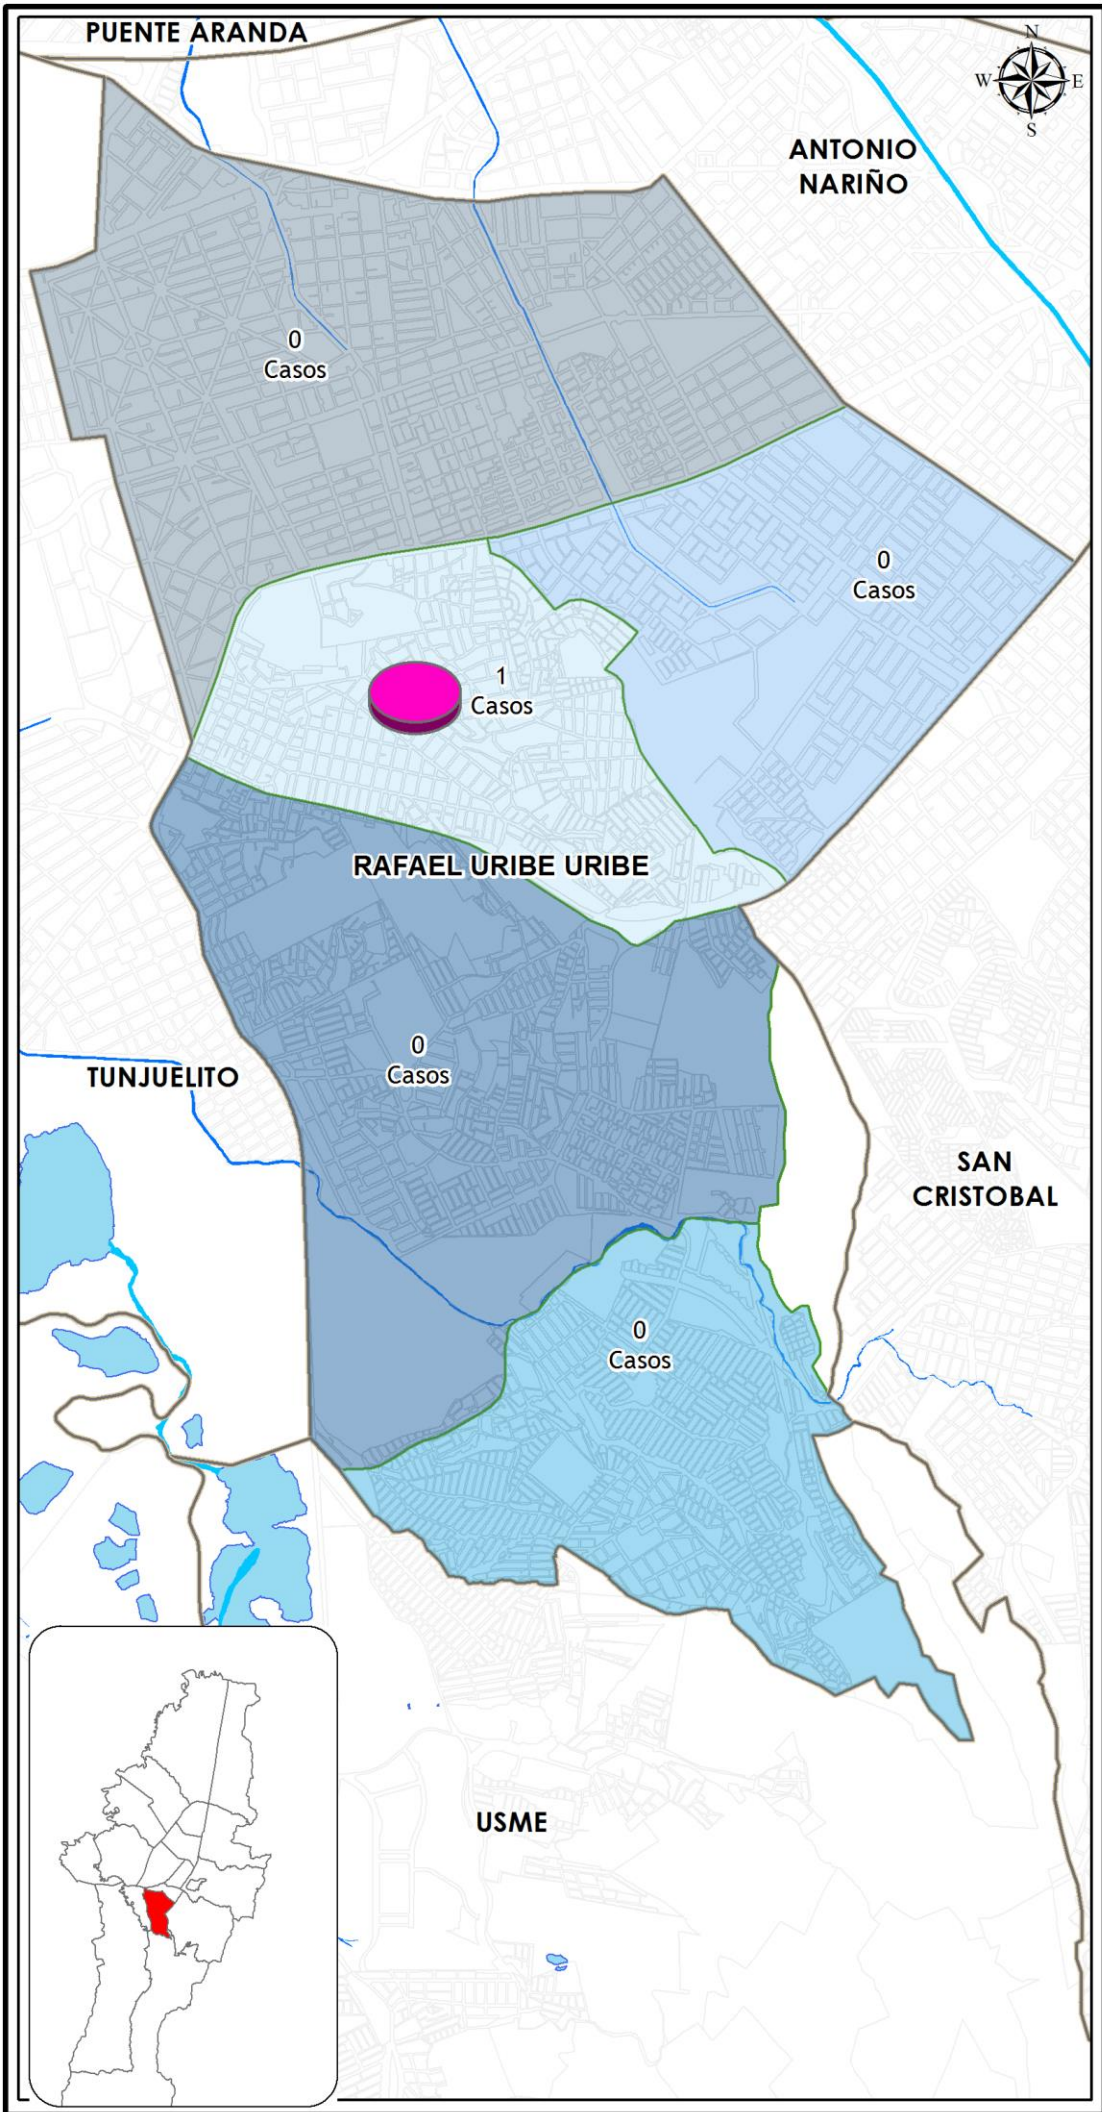 PUENTE ARANDA
N
W
E
S
ANTONIO
NARIÑO
0
Casos
0
Casos
1
Casos
RAFAEL URIBE URIBE
0
Casos
TUNJUELITO
SAN
CRISTOBAL
0
Casos
USME